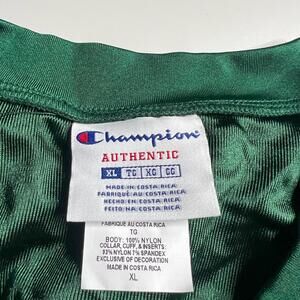 Champion
AUTHENTIC
XL TG XG GG
MADE IN COSTA RICA
FABRIQUÉ AU COSTA RICA
HECHO EN COSTA RICA
FEITO NA COSTA RICA
FABRIQUE AU COSTA RICA
TG
BODY: 100% NYLON
COLLAR, CUFF, & INSERTS:
93% NYLON 7% SPANDEX
EXCLUSIVE OF DECORATION
MADE IN COSTA RICA
XL